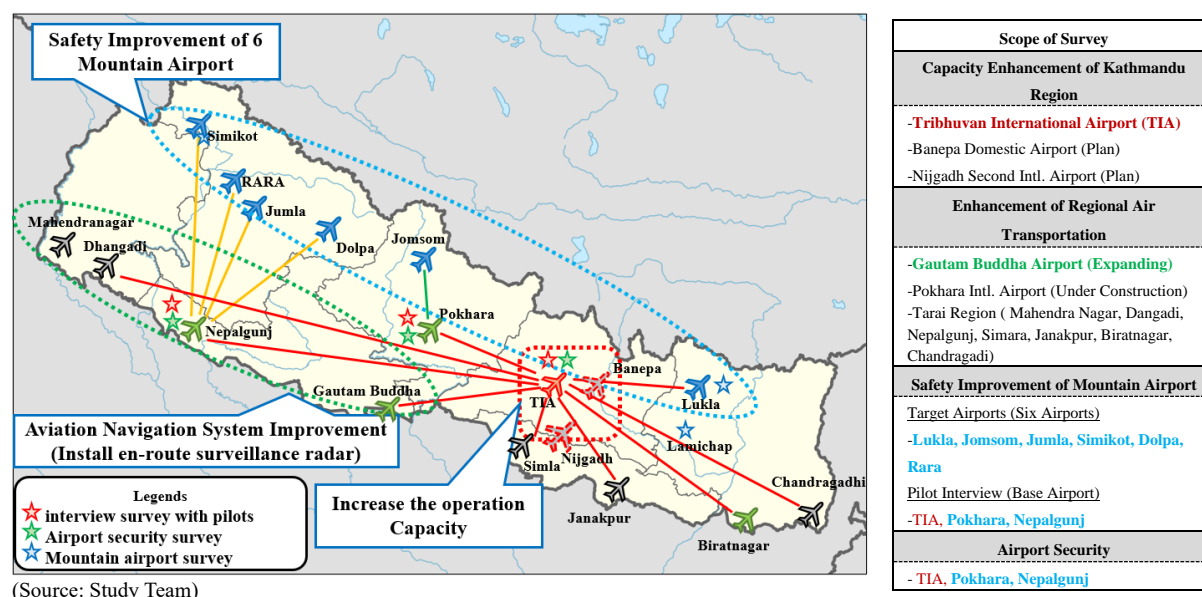 Safety Improvement of 6
Mountain Airport
Simikot
RARA
Jumla
Mahendranagar
Dhangadi
Dolpa
Jomsom
Nepalgunj
Pokhara
Gautam Buddha
TIA
Banepa
Lukla
Lamichap
Simla
Nijgadh
Janakpur
Biratnagar
Chandragadhi
Aviation Navigation System Improvement
(Install en-route surveillance radar)
Increase the operation
Capacity
Legends
interview survey with pilots
Airport security survey
Mountain airport survey
(Source: Study Team)
Scope of Survey
Capacity Enhancement of Kathmandu
Region
-Tribhuvan International Airport (TIA)
-Banepa Domestic Airport (Plan)
-Nijgadh Second Intl. Airport (Plan)
Enhancement of Regional Air
Transportation
-Gautam Buddha Airport (Expanding)
-Pokhara Intl. Airport (Under Construction)
-Tarai Region ( Mahendra Nagar, Dangadi,
Nepalgunj, Simara, Janakpur, Biratnagar,
Chandragadi)
Safety Improvement of Mountain Airport
Target Airports (Six Airports)
-Lukla, Jomsom, Jumla, Simikot, Dolpa,
Rara
Pilot Interview (Base Airport)
-TIA, Pokhara, Nepalgunj
Airport Security
- TIA, Pokhara, Nepalgunj